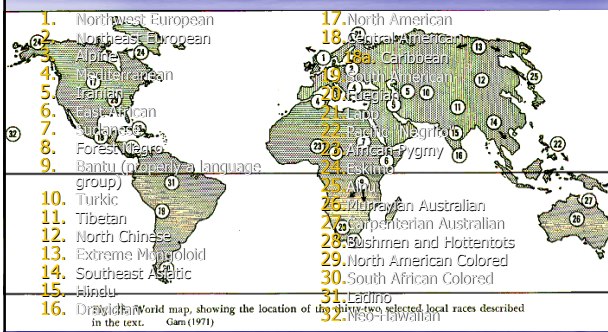 1. Northwest European
2. Northeast European
3. Alpine
4. Mediterranean
5. Iranian
6. East African
7. Sudanese
8. Forest Negro
9. Bantu (properly a language
group)
10. Turkic
11. Tibetan
12. North Chinese
13. Extreme Mongoloid
14. Southeast Asiatic
15. Hindu
16. Dravidian
17. North American
18. Central American
18a. Caribbean
19. South American
20. Fuegian
21. Lapp
22. Pacific "Negrito"
23. African Pygmy
24. Eskimo
25. Ainu
26. Murrayian Australian
27. Carpenterian Australian
28. Bushmen and Hottentots
29. North American Colored
30. South African Colored
31. Ladino
32. Neo-Hawaiian
World map, showing the location of the thirty-two selected local races described
in the text. Garn (1971)